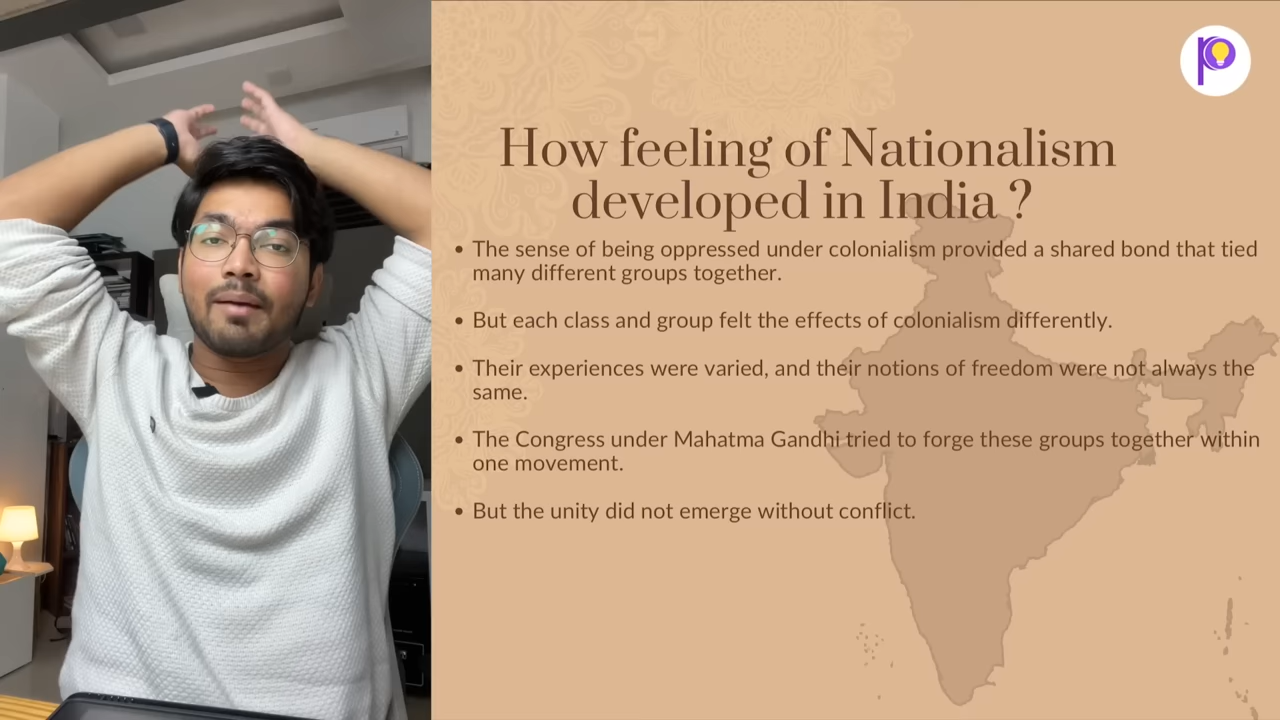 How feeling of Nationalism
developed in India ?
• The sense of being oppressed under colonialism provided a shared bond that tied
many different groups together.
• But each class and group felt the effects of colonialism differently.
• Their experiences were varied, and their notions of freedom were not always the
same.
• The Congress under Mahatma Gandhi tried to forge these groups together within
one movement.
• But the unity did not emerge without conflict.